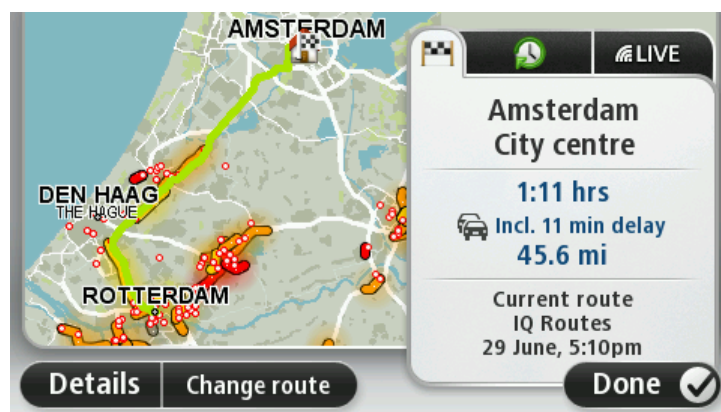 AMSTERDAM
DEN HAAG
THE HAGUE
ROTTERDAM
LIVE
Amsterdam
City centre
1:11 hrs
Incl. 11 min delay
45.6 mi
Current route
IQ Routes
29 June, 5:10pm
Details
Change route
Done